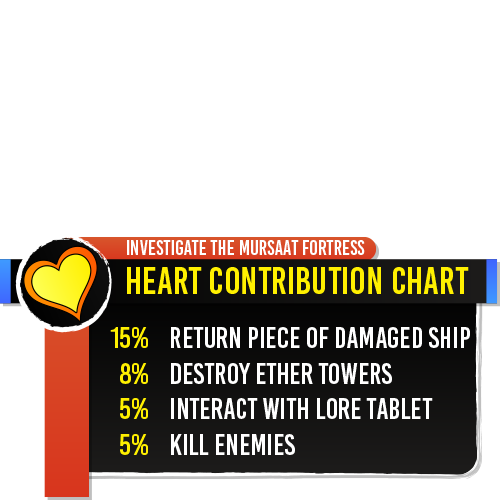 INVESTIGATE THE MURSAAT FORTRESS
HEART CONTRIBUTION CHART
15% RETURN PIECE OF DAMAGED SHIP
8% DESTROY ETHER TOWERS
5% INTERACT WITH LORE TABLET
5% KILL ENEMIES